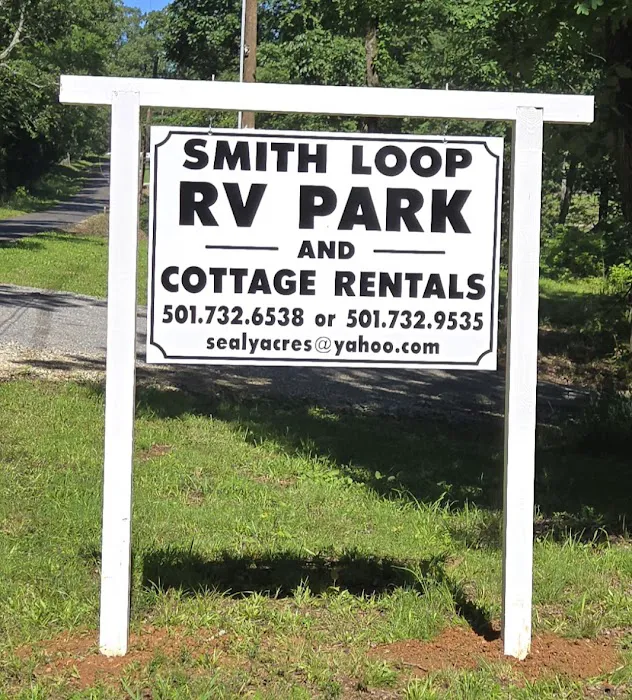 SMITH LOOP
RV PARK
AND
COTTAGE RENTALS
501.732.6538 or 501.732.9535
sealyacres@yahoo.com